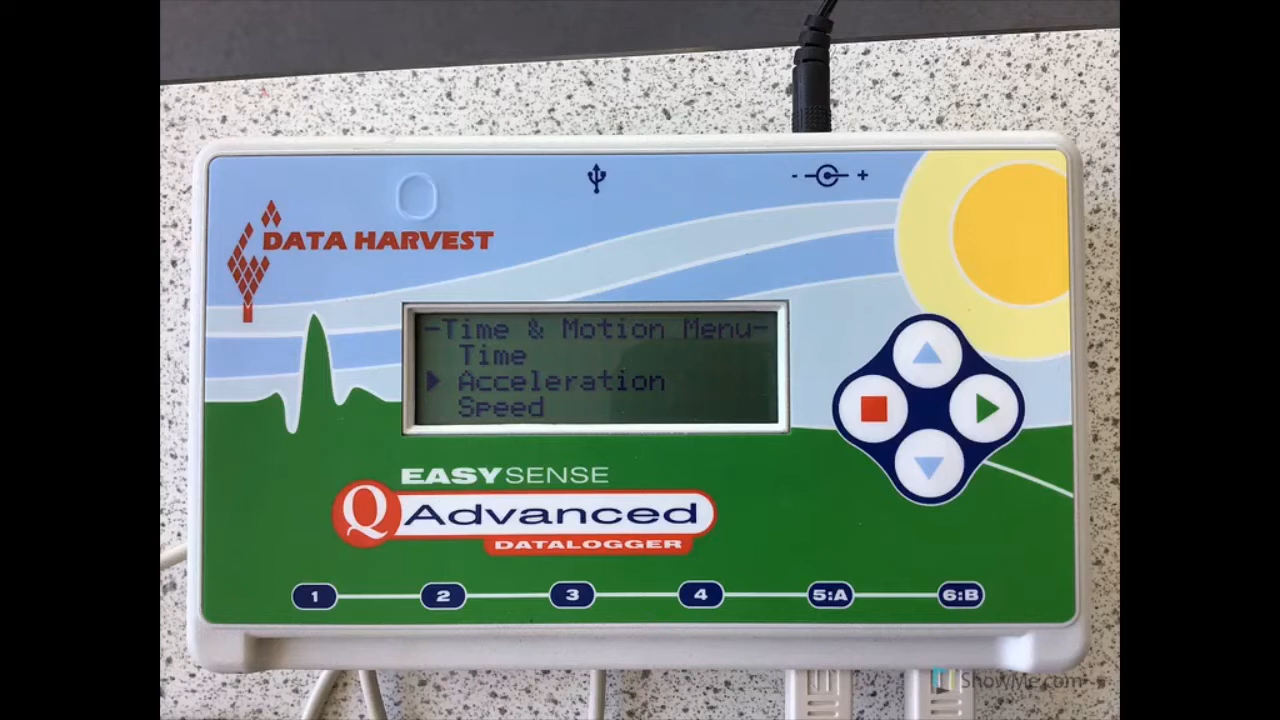 - +
DATA HARVEST
-Time & Motion Menu-
Time
Acceleration
Speed
EASYSENSE
Q Advanced
DATALOGGER
1 2 3 4 5:A 6:B
ShowMe.com